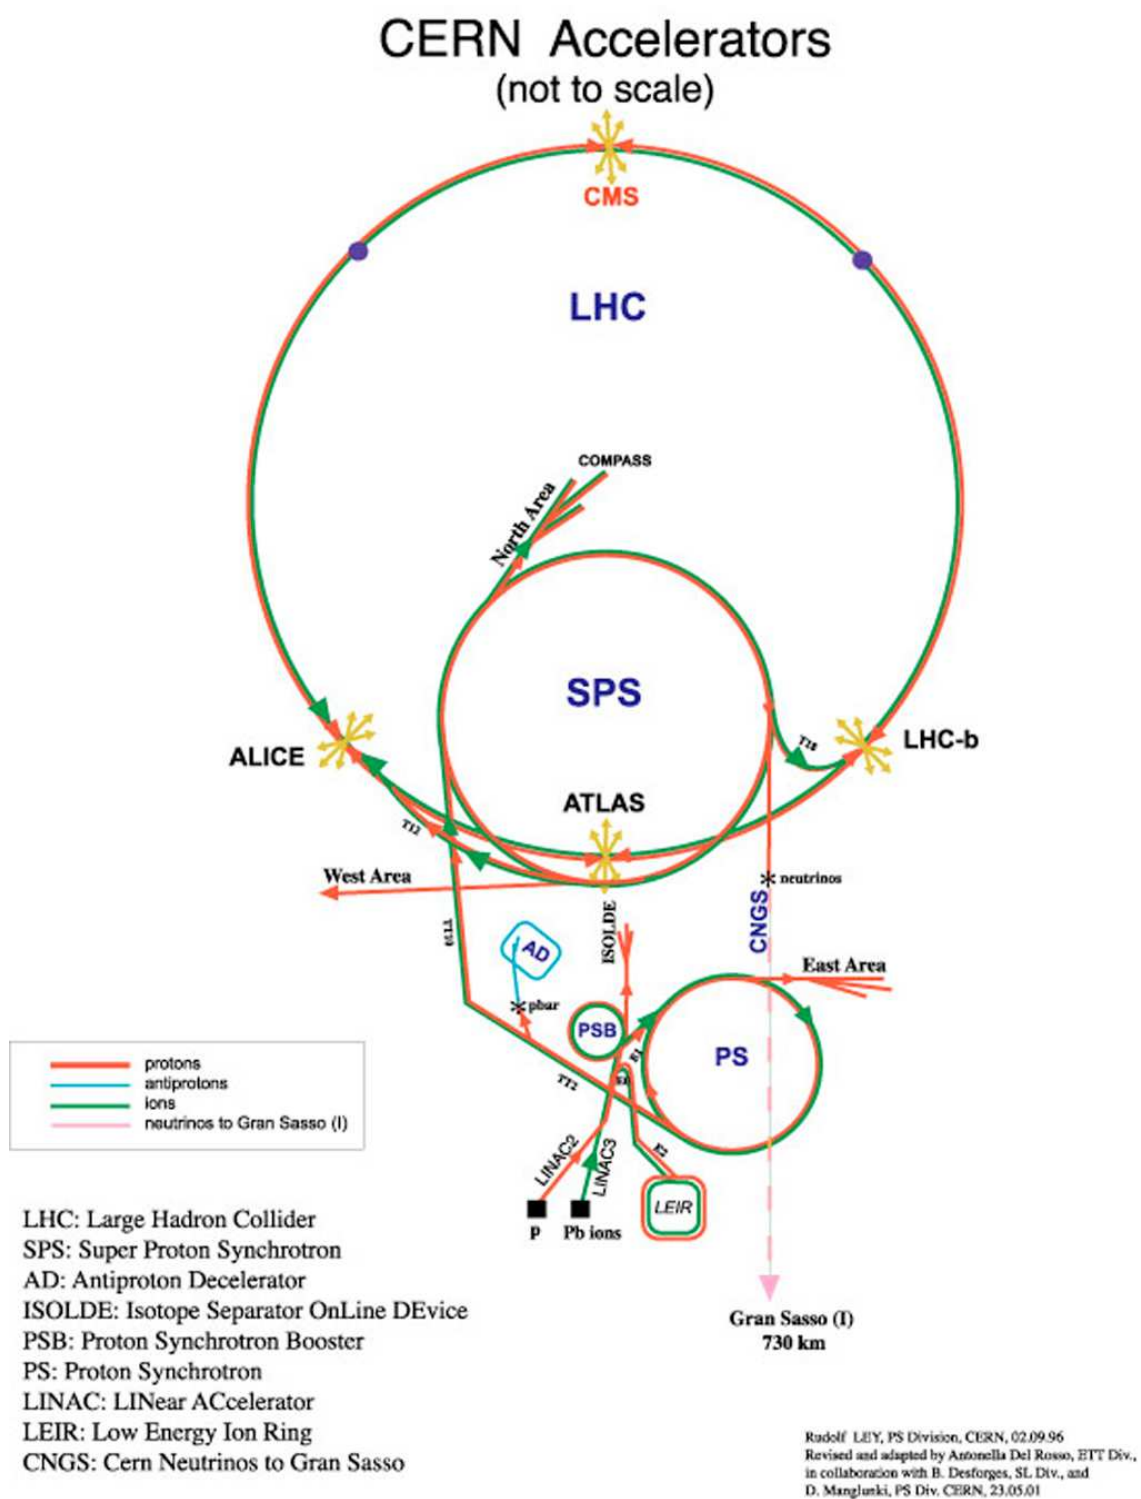 CERN Accelerators
(not to scale)
CMS
LHC
COMPASS
North Area
SPS
TI8
LHC-b
ALICE
ATLAS
TI2
West Area
neutrinos
CNGS
TT10
ISOLDE
AD
East Area
pbar
PSB
PS
protons
antiprotons
ions
neutrinos to Gran Sasso (I)
TT2
E1
E2
LINAC2
LINAC3
LEIR
p
Pb ions
LHC: Large Hadron Collider
SPS: Super Proton Synchrotron
AD: Antiproton Decelerator
ISOLDE: Isotope Separator OnLine DEvice
PSB: Proton Synchrotron Booster
PS: Proton Synchrotron
LINAC: LINear ACcelerator
LEIR: Low Energy Ion Ring
CNGS: Cern Neutrinos to Gran Sasso
Gran Sasso (I)
730 km
Rudolf LEY, PS Division, CERN, 02.09.96
Revised and adapted by Antonella Del Rosso, ETT Div.,
in collaboration with B. Desforges, SL Div., and
D. Manglunki, PS Div. CERN, 23.05.01